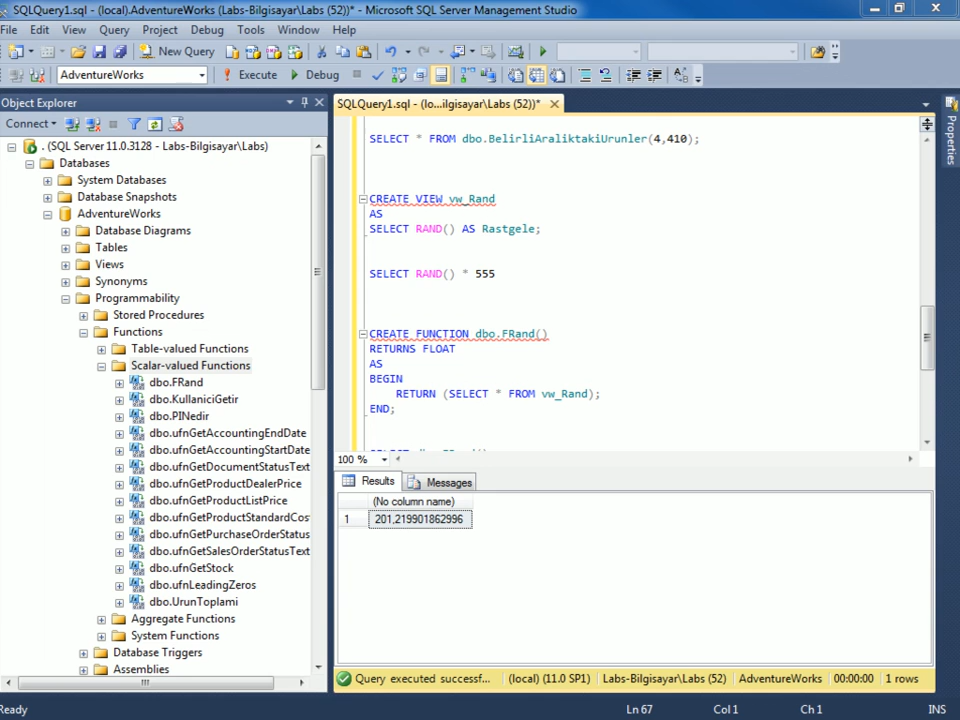 SQLQuery1.sql - (local).AdventureWorks (Labs-Bilgisayar\Labs (52))* - Microsoft SQL Server Management Studio
File Edit View Query Project Debug Tools Window Help
New Query
AdventureWorks Execute Debug
Object Explorer
Connect
. (SQL Server 11.0.3128 - Labs-Bilgisayar\Labs)
Databases
System Databases
Database Snapshots
AdventureWorks
Database Diagrams
Tables
Views
Synonyms
Programmability
Stored Procedures
Functions
Table-valued Functions
Scalar-valued Functions
dbo.FRand
dbo.KullaniciGetir
dbo.PINedir
dbo.ufnGetAccountingEndDate
dbo.ufnGetAccountingStartDate
dbo.ufnGetDocumentStatusText
dbo.ufnGetProductDealerPrice
dbo.ufnGetProductListPrice
dbo.ufnGetProductStandardCos
dbo.ufnGetPurchaseOrderStatus
dbo.ufnGetSalesOrderStatusText
dbo.ufnGetStock
dbo.ufnLeadingZeros
dbo.UrunToplami
Aggregate Functions
System Functions
Database Triggers
Assemblies
SQLQuery1.sql - (lo...ilgisayar\Labs (52))*
SELECT * FROM dbo.BelirliAraliktakiUrunler(4,410);
CREATE VIEW vw_Rand
AS
SELECT RAND() AS Rastgele;
SELECT RAND() * 555
CREATE FUNCTION dbo.FRand()
RETURNS FLOAT
AS
BEGIN
RETURN (SELECT * FROM vw_Rand);
END;
100 %
Results Messages
(No column name)
1 201,219901862996
Query executed successf... (local) (11.0 SP1) Labs-Bilgisayar\Labs (52) AdventureWorks 00:00:00 1 rows
Properties
Ready Ln 67 Col 1 Ch 1 INS